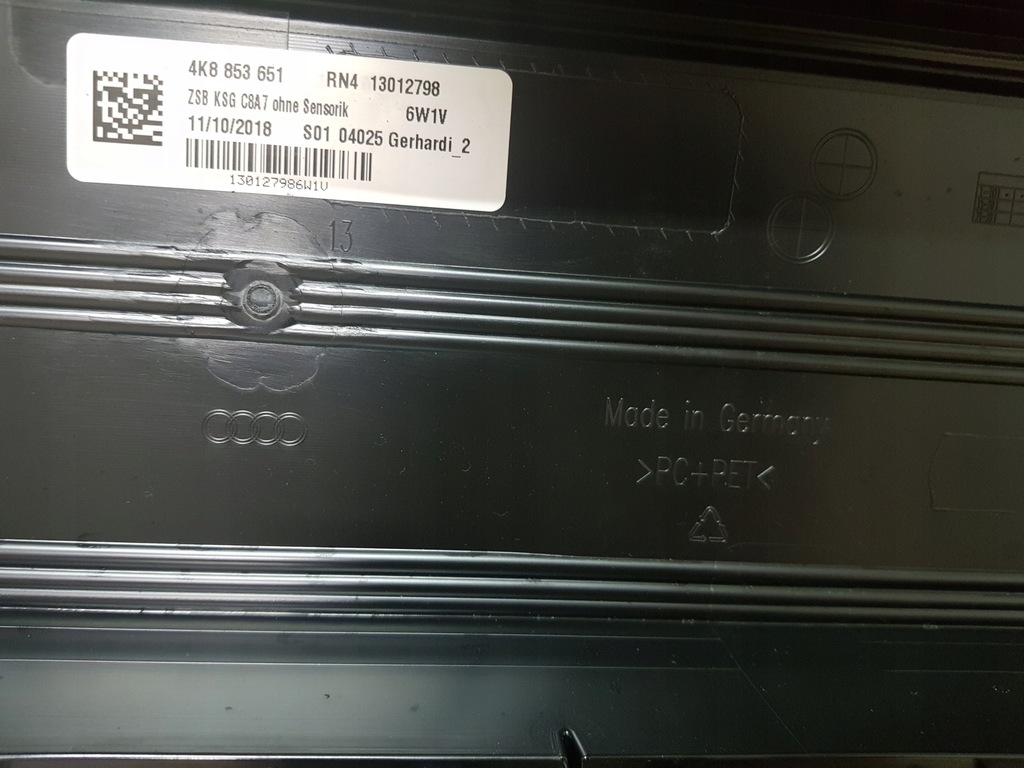 4K8 853 651 RN4 13012798
ZSB KSG C8A7 ohne Sensorik 6W1V
11/10/2018 S01 04025 Gerhardi_2
130127986W1V
13
Made in Germany
>PC+PET<